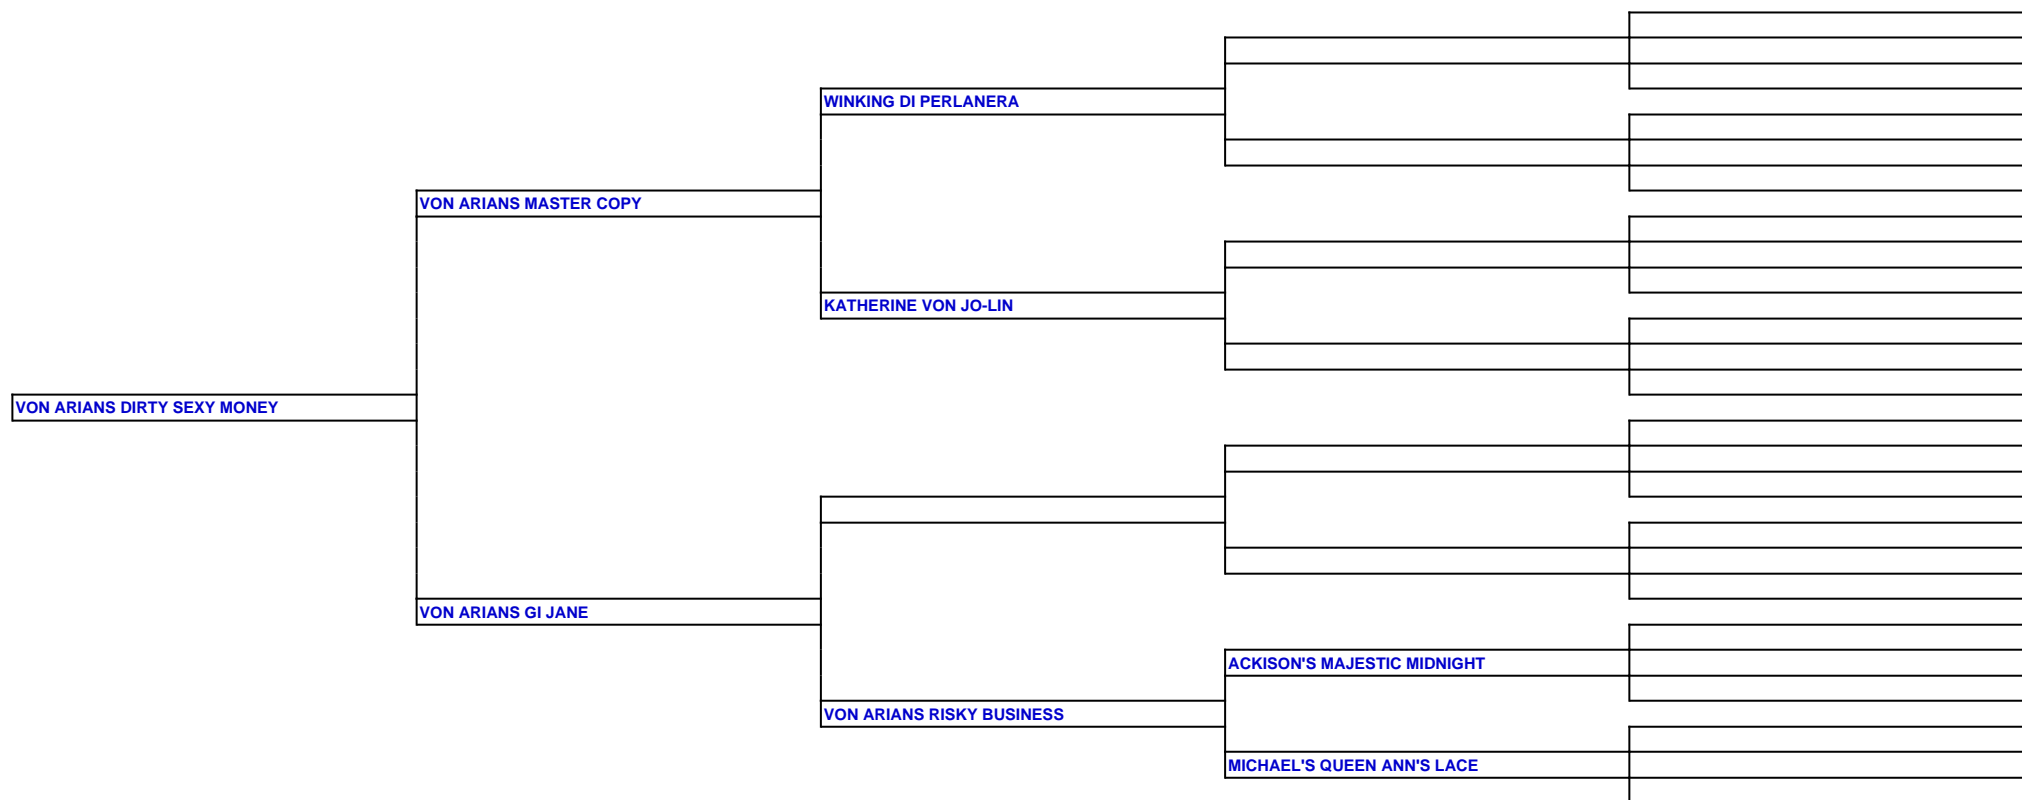 WINKING DI PERLANERA
VON ARIANS MASTER COPY
KATHERINE VON JO-LIN
VON ARIANS DIRTY SEXY MONEY
VON ARIANS GI JANE
ACKISON'S MAJESTIC MIDNIGHT
VON ARIANS RISKY BUSINESS
MICHAEL'S QUEEN ANN'S LACE